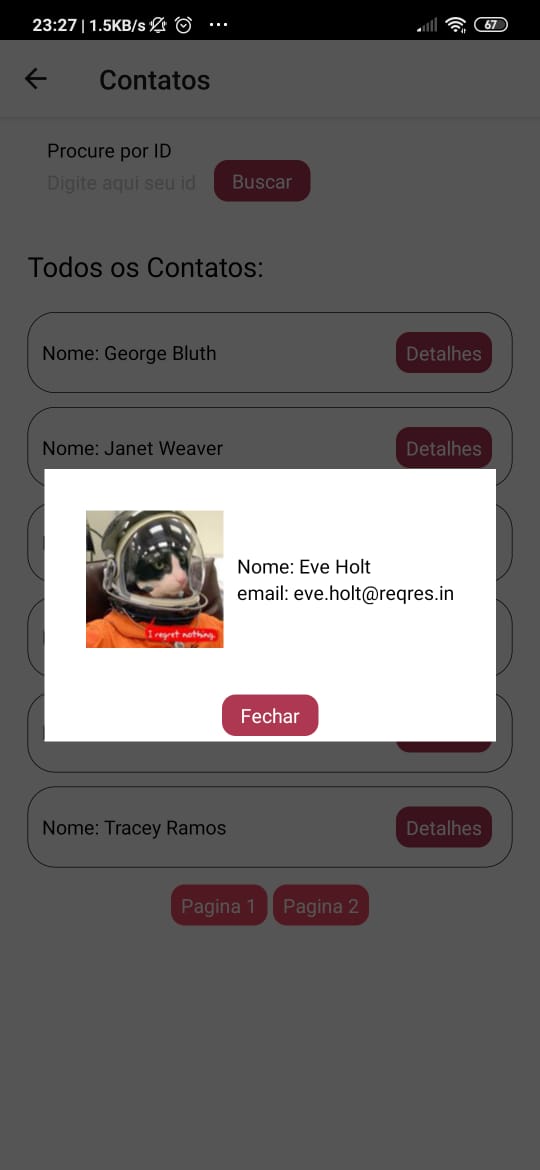 23:27 | 1.5KB/s
67
Contatos
Procure por ID
Digite aqui seu id
Buscar
Todos os Contatos:
Nome: George Bluth
Detalhes
Nome: Janet Weaver
Detalhes
I regret nothing.
Nome: Eve Holt
email: eve.holt@reqres.in
Fechar
Nome: Tracey Ramos
Detalhes
Pagina 1
Pagina 2